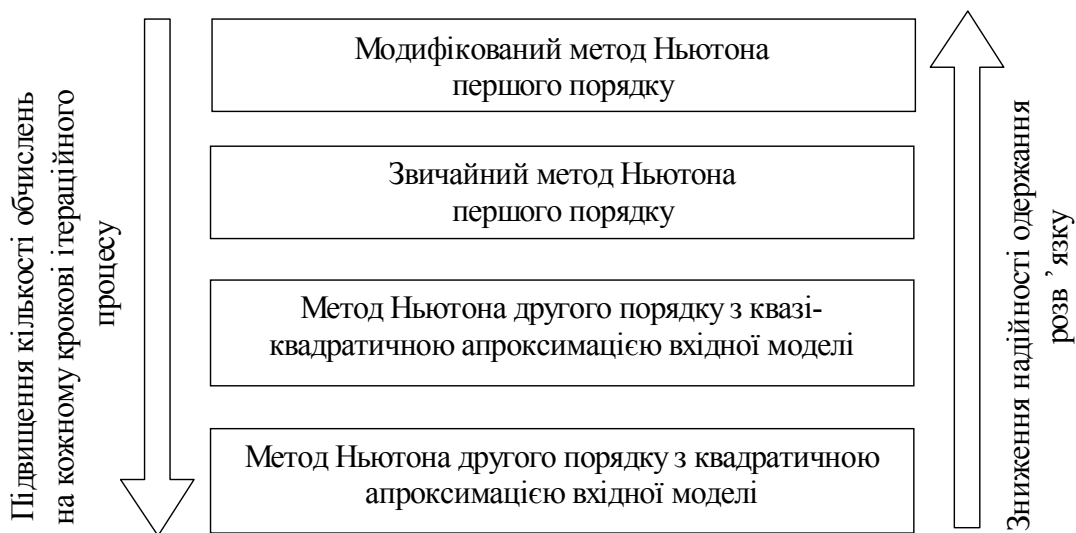 Підвищення кількості обчислень
на кожному крокові ітераційного
процесу
Модифікований метод Ньютона
першого порядку
Звичайний метод Ньютона
першого порядку
Метод Ньютона другого порядку з квазі-
квадратичною апроксимацією вхідної моделі
Метод Ньютона другого порядку з квадратичною
апроксимацією вхідної моделі
Зниження надійності одержання
розв ’ язку